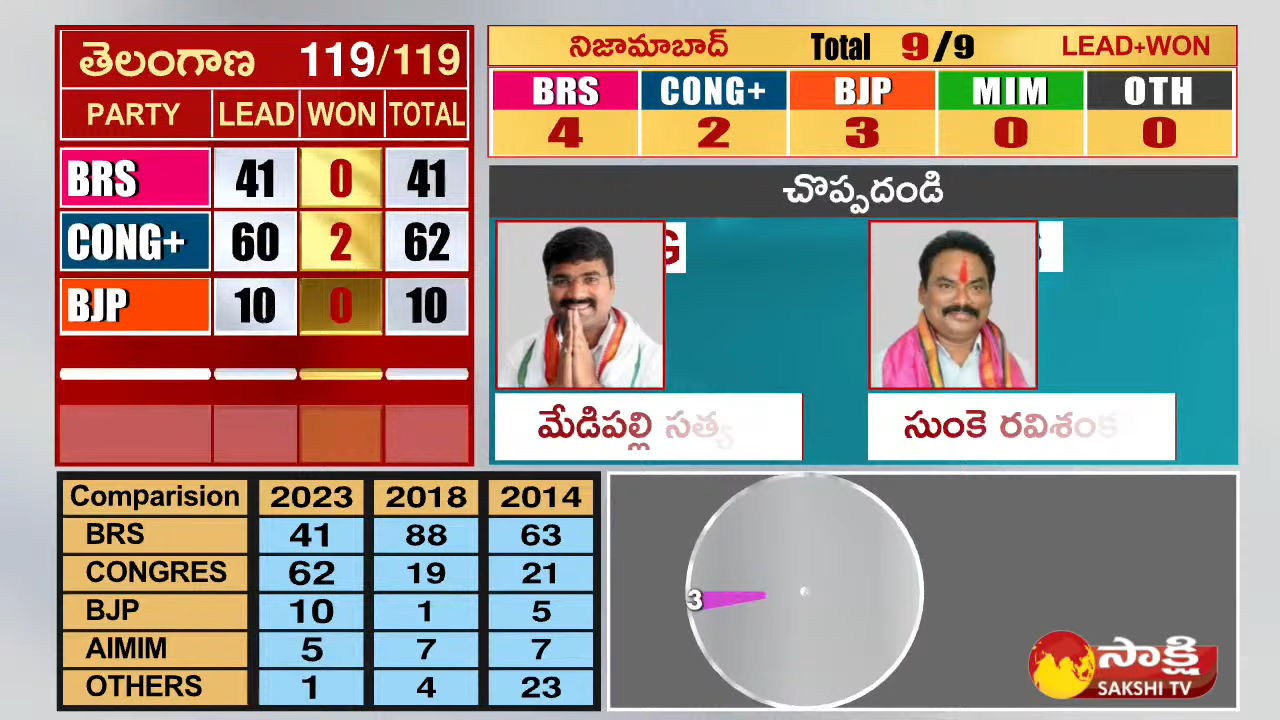 తెలంగాణ 119/119
PARTY LEAD WON TOTAL
BRS 41 0 41
CONG+ 60 2 62
BJP 10 0 10
నిజామాబాద్ Total 9/9 LEAD+WON
BRS CONG+ BJP MIM OTH
4 2 3 0 0
చొప్పదండి
G
మేడిపల్లి సత్య
సుంకె రవిశంక
Comparision 2023 2018 2014
BRS 41 88 63
CONGRES 62 19 21
BJP 10 1 5
AIMIM 5 7 7
OTHERS 1 4 23
3
సాక్షి
SAKSHI TV